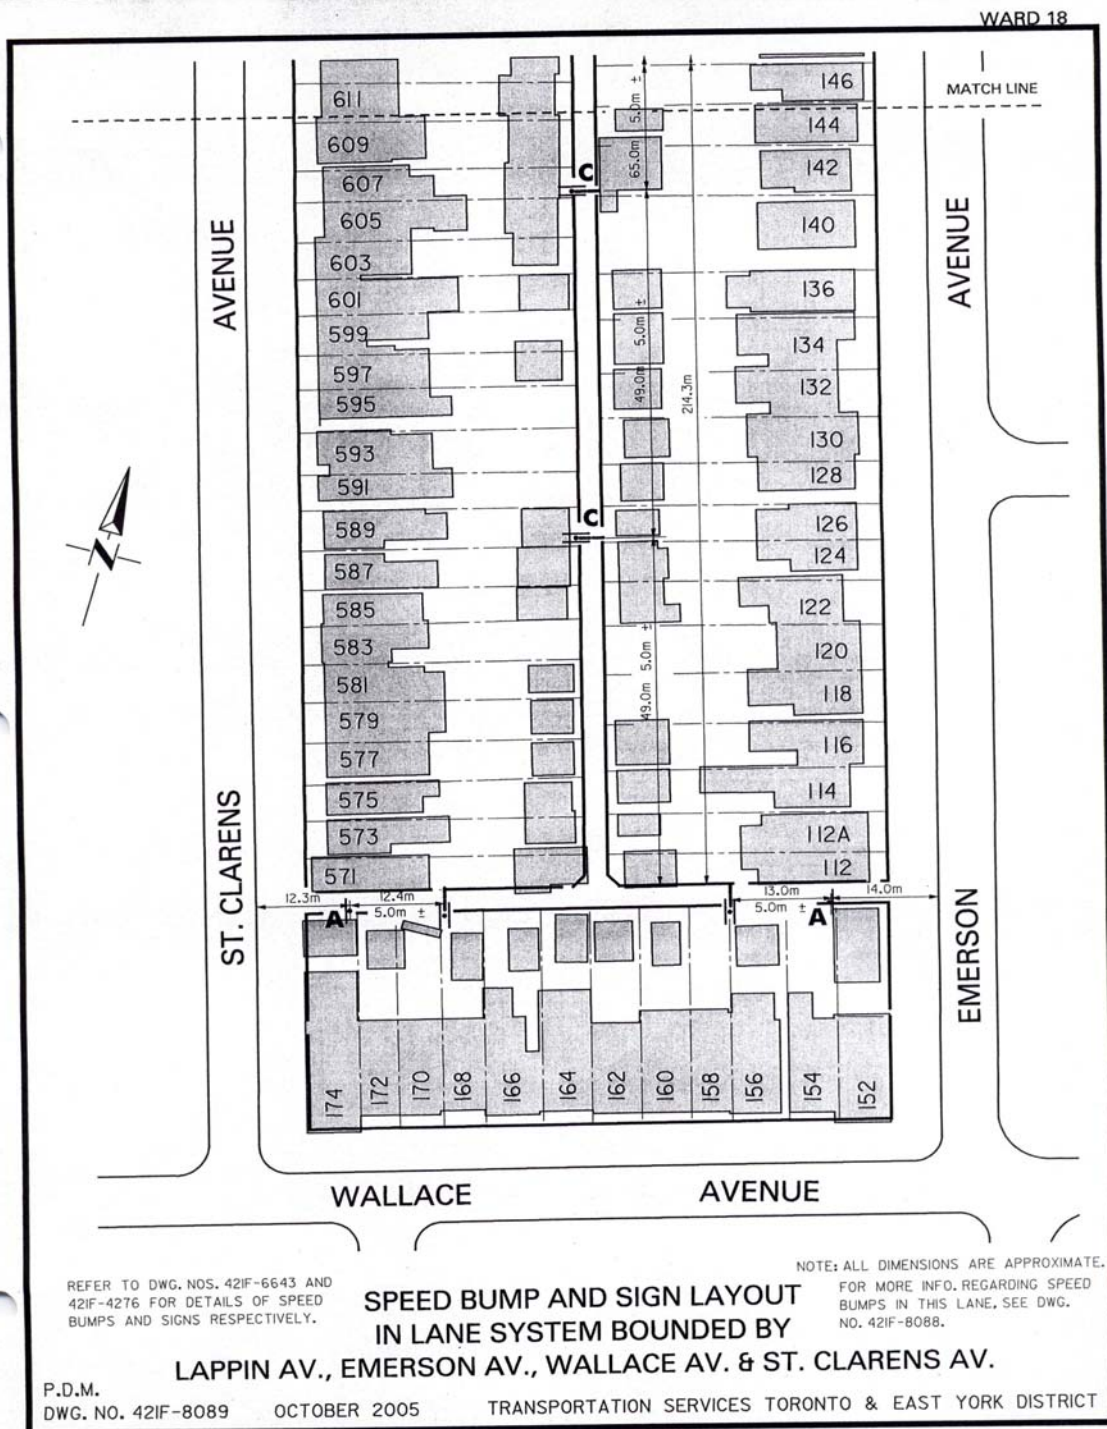 WARD 18
MATCH LINE
611
609
607
605
603
601
599
597
595
593
591
589
587
585
583
581
579
577
575
573
571
AVENUE
ST. CLARENS
N
C
C
65.0m 5.0m ±
49.0m 5.0m ±
214.3m
49.0m 5.0m ±
146
144
142
140
136
134
132
130
128
126
124
122
120
118
116
114
112A
112
AVENUE
EMERSON
12.3m
12.4m
13.0m
14.0m
A
5.0m ±
5.0m ±
A
174
172
170
168
166
164
162
160
158
156
154
152
WALLACE AVENUE
REFER TO DWG. NOS. 421F-6643 AND
421F-4276 FOR DETAILS OF SPEED
BUMPS AND SIGNS RESPECTIVELY.
SPEED BUMP AND SIGN LAYOUT
IN LANE SYSTEM BOUNDED BY
LAPPIN AV., EMERSON AV., WALLACE AV. & ST. CLARENS AV.
NOTE: ALL DIMENSIONS ARE APPROXIMATE.
FOR MORE INFO. REGARDING SPEED
BUMPS IN THIS LANE, SEE DWG.
NO. 421F-8088.
P.D.M.
DWG. NO. 421F-8089 OCTOBER 2005 TRANSPORTATION SERVICES TORONTO & EAST YORK DISTRICT